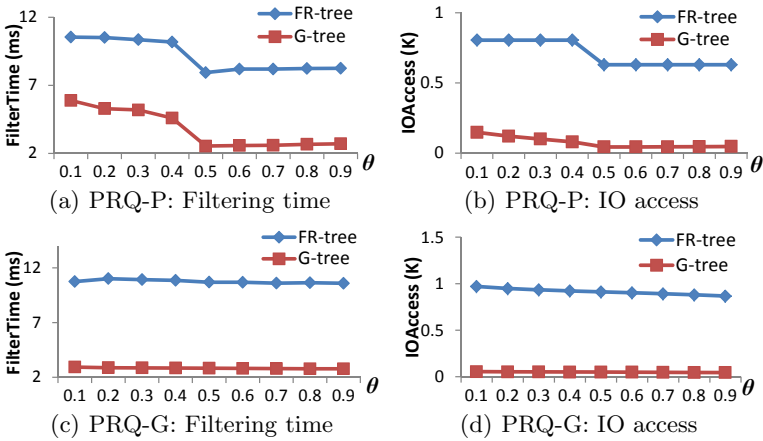 FilterTime (ms)
12
7
2
FR-tree
G-tree
0.1 0.2 0.3 0.4 0.5 0.6 0.7 0.8 0.9 θ
(a) PRQ-P: Filtering time
IOAccess (K)
1
0.5
0
FR-tree
G-tree
0.1 0.2 0.3 0.4 0.5 0.6 0.7 0.8 0.9 θ
(b) PRQ-P: IO access
FilterTime (ms)
12
7
2
FR-tree
G-tree
0.1 0.2 0.3 0.4 0.5 0.6 0.7 0.8 0.9 θ
(c) PRQ-G: Filtering time
IOAccess (K)
1.5
1
0.5
0
FR-tree
G-tree
0.1 0.2 0.3 0.4 0.5 0.6 0.7 0.8 0.9 θ
(d) PRQ-G: IO access